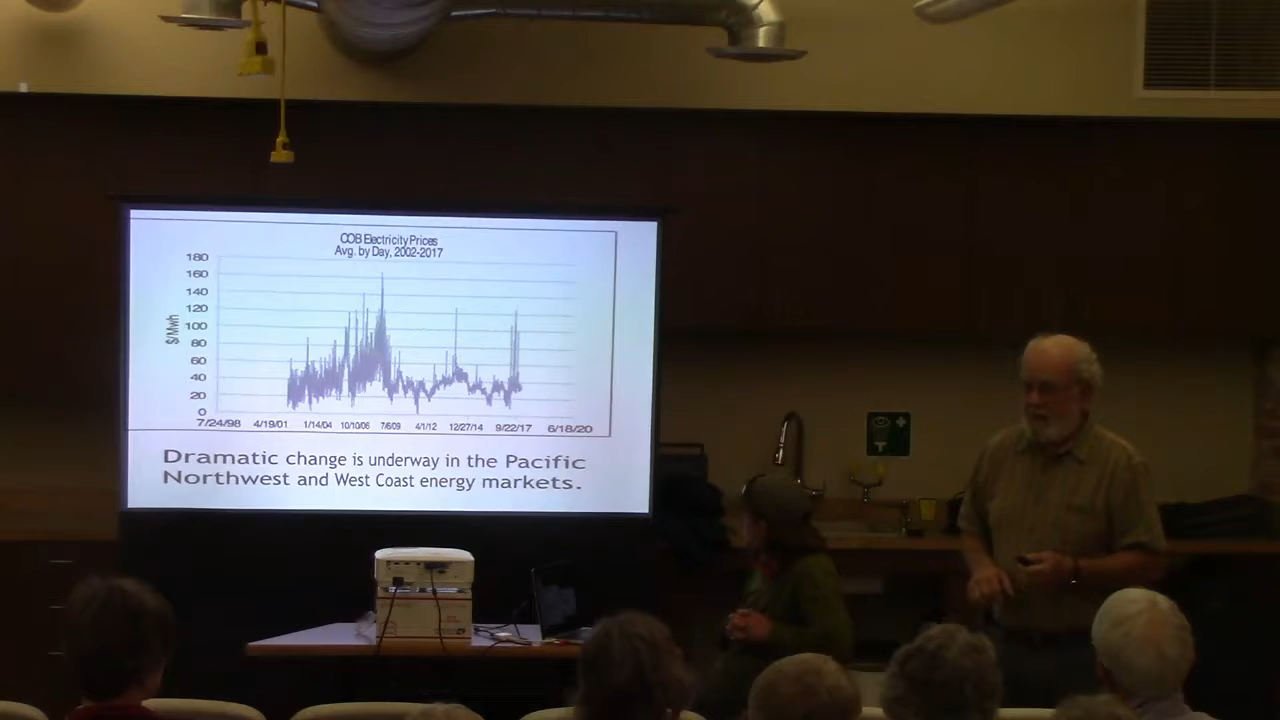 COB Electricity Prices
Avg. by Day, 2002-2017
180
160
140
120
100
80
60
40
20
0
$/Mwh
7/24/98 4/19/01 1/14/04 10/10/06 7/6/09 4/1/12 12/27/14 9/22/17 6/18/20
Dramatic change is underway in the Pacific
Northwest and West Coast energy markets.